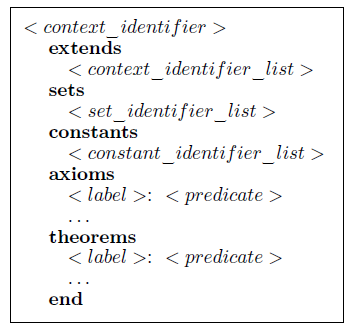 < context_identifier >
extends
< context_identifier_list >
sets
< set_identifier_list >
constants
< constant_identifier_list >
axioms
< label >: < predicate >
...
theorems
< label >: < predicate >
...
end